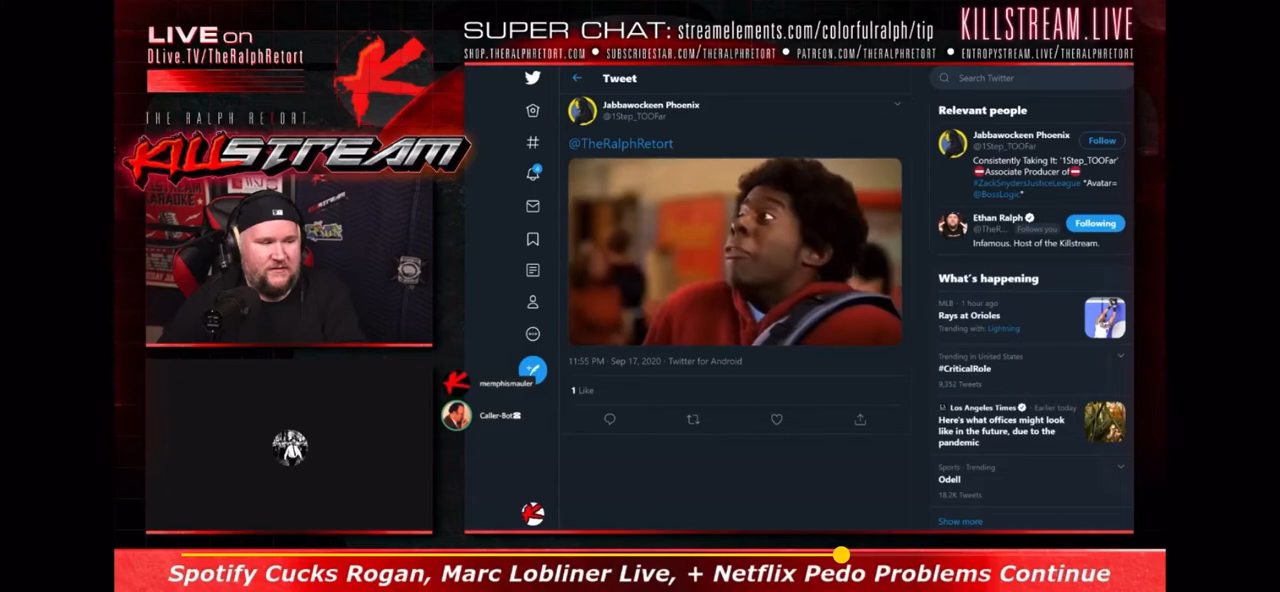 LIVE on
DLive.TV/TheRalphRetort
SUPER CHAT: streamelements.com/colorfulralph/tip
KILLSTREAM.LIVE
SHOP.THERALPHRETORT.COM ● SUBSCRIBESTAR.COM/THERALPHRETORT ● PATREON.COM/THERALPHRETORT ● ENTROPYSTREAM.LIVE/THERALPHRETORT
THE RALPH RETORT
KILLSTREAM
Tweet
Jabbawockeen Phoenix
@1Step_TOOFar
@TheRalphRetort
11:55 PM · Sep 17, 2020 · Twitter for Android
1 Like
4
memphismauler
Caller-Bot☎
Search Twitter
Relevant people
Jabbawockeen Phoenix
@1Step_TOOFar
Follow
Consistently Taking It: '1Step_TOOFar'
⛔Associate Producer of⛔
#ZackSnydersJusticeLeague *Avatar=
@BossLogic*
Ethan Ralph
@TheR... Follows you
Following
Infamous. Host of the Killstream.
What's happening
MLB · 1 hour ago
Rays at Orioles
Trending with: Lightning
Trending in United States
#CriticalRole
9,352 Tweets
Los Angeles Times · Earlier today
Here's what offices might look
like in the future, due to the
pandemic
Sports · Trending
Odell
18.2K Tweets
Show more
Spotify Cucks Rogan, Marc Lobliner Live, + Netflix Pedo Problems Continue